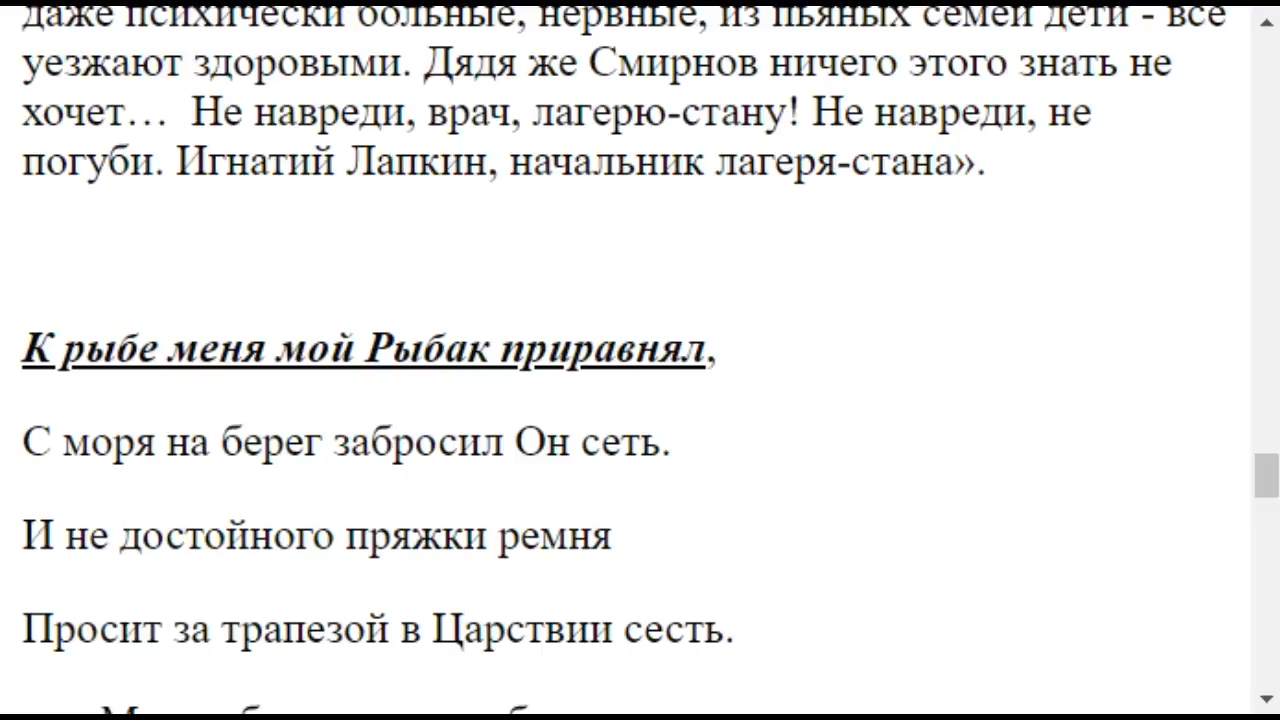 даже психически больные, нервные, из пьяных семей дети - все
уезжают здоровыми. Дядя же Смирнов ничего этого знать не
хочет… Не навреди, врач, лагерю-стану! Не навреди, не
погуби. Игнатий Лапкин, начальник лагеря-стана».
К рыбе меня мой Рыбак приравнял,
С моря на берег забросил Он сеть.
И не достойного пряжки ремня
Просит за трапезой в Царствии сесть.